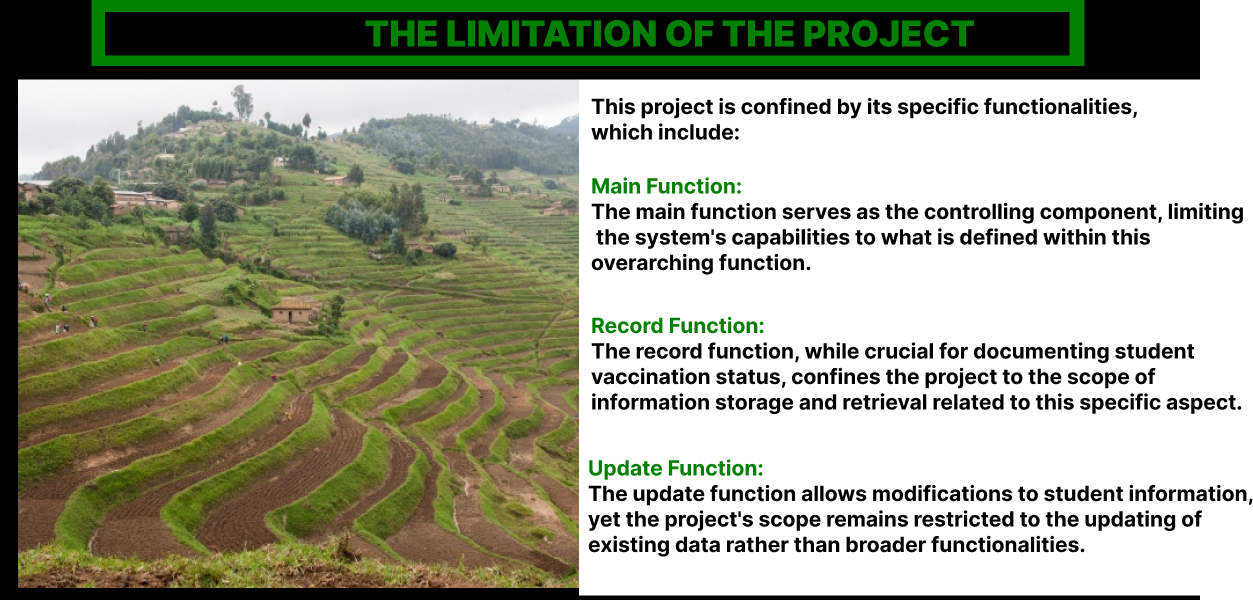 THE LIMITATION OF THE PROJECT
This project is confined by its specific functionalities,
which include:
Main Function:
The main function serves as the controlling component, limiting
the system's capabilities to what is defined within this
overarching function.
Record Function:
The record function, while crucial for documenting student
vaccination status, confines the project to the scope of
information storage and retrieval related to this specific aspect.
Update Function:
The update function allows modifications to student information,
yet the project's scope remains restricted to the updating of
existing data rather than broader functionalities.